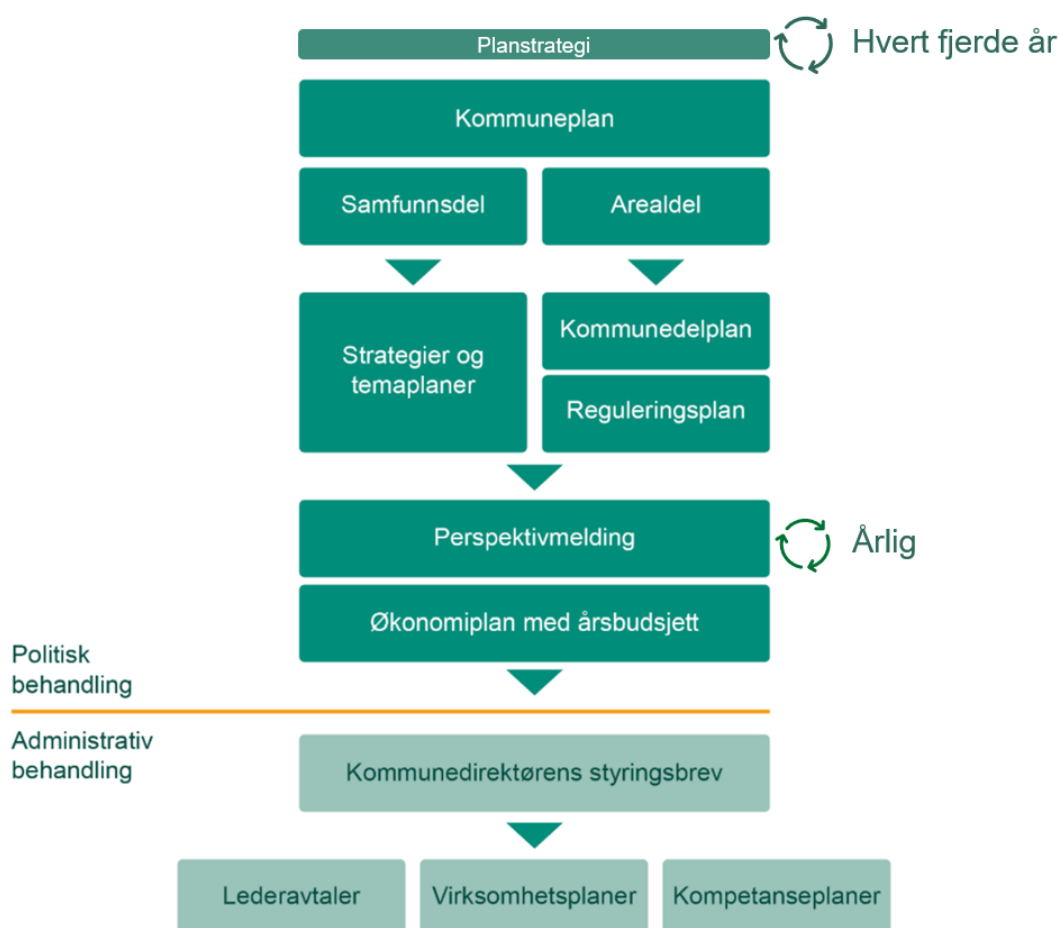 Planstrategi
Hvert fjerde år
Kommuneplan
Samfunnsdel
Arealdel
Strategier og
temaplaner
Kommunedelplan
Reguleringsplan
Perspektivmelding
Årlig
Økonomiplan med årsbudsjett
Politisk
behandling
Administrativ
behandling
Kommunedirektørens styringsbrev
Lederavtaler
Virksomhetsplaner
Kompetanseplaner